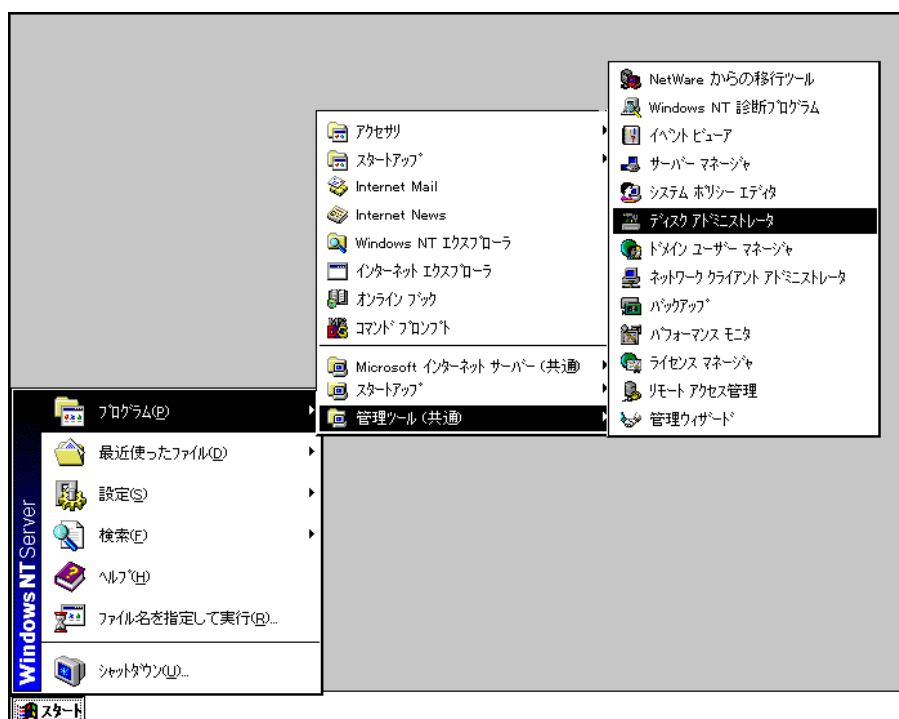 NetWare からの移行ツール
Windows NT 診断プログラム
イベント ビューア
サーバー マネージャ
システム ポリシー エディタ
ディスク アドミニストレータ
ドメイン ユーザー マネージャ
ネットワーク クライアント アドミニストレータ
バックアップ
パフォーマンス モニタ
ライセンス マネージャ
リモート アクセス管理
管理ウィザード
アクセサリ
スタートアップ
Internet Mail
Internet News
Windows NT エクスプローラ
インターネット エクスプローラ
オンライン ブック
コマンド プロンプト
Microsoft インターネット サーバー (共通)
スタートアップ
管理ツール (共通)
プログラム(P)
最近使ったファイル(D)
設定(S)
検索(F)
ヘルプ(H)
ファイル名を指定して実行(R)...
シャットダウン(U)...
Windows NT Server
スタート